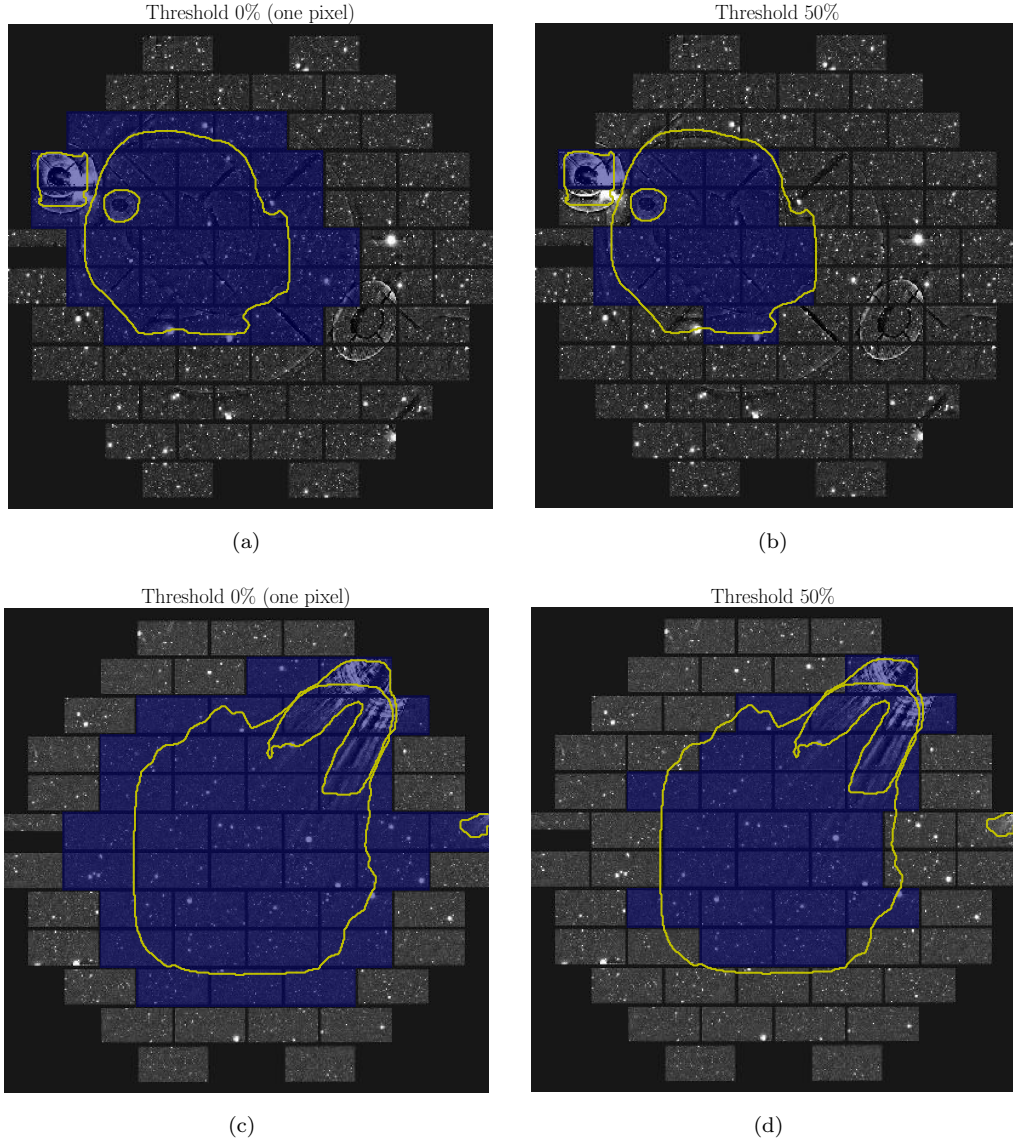 Threshold 0% (one pixel)
Threshold 50%
(a)
(b)
Threshold 0% (one pixel)
Threshold 50%
(c)
(d)